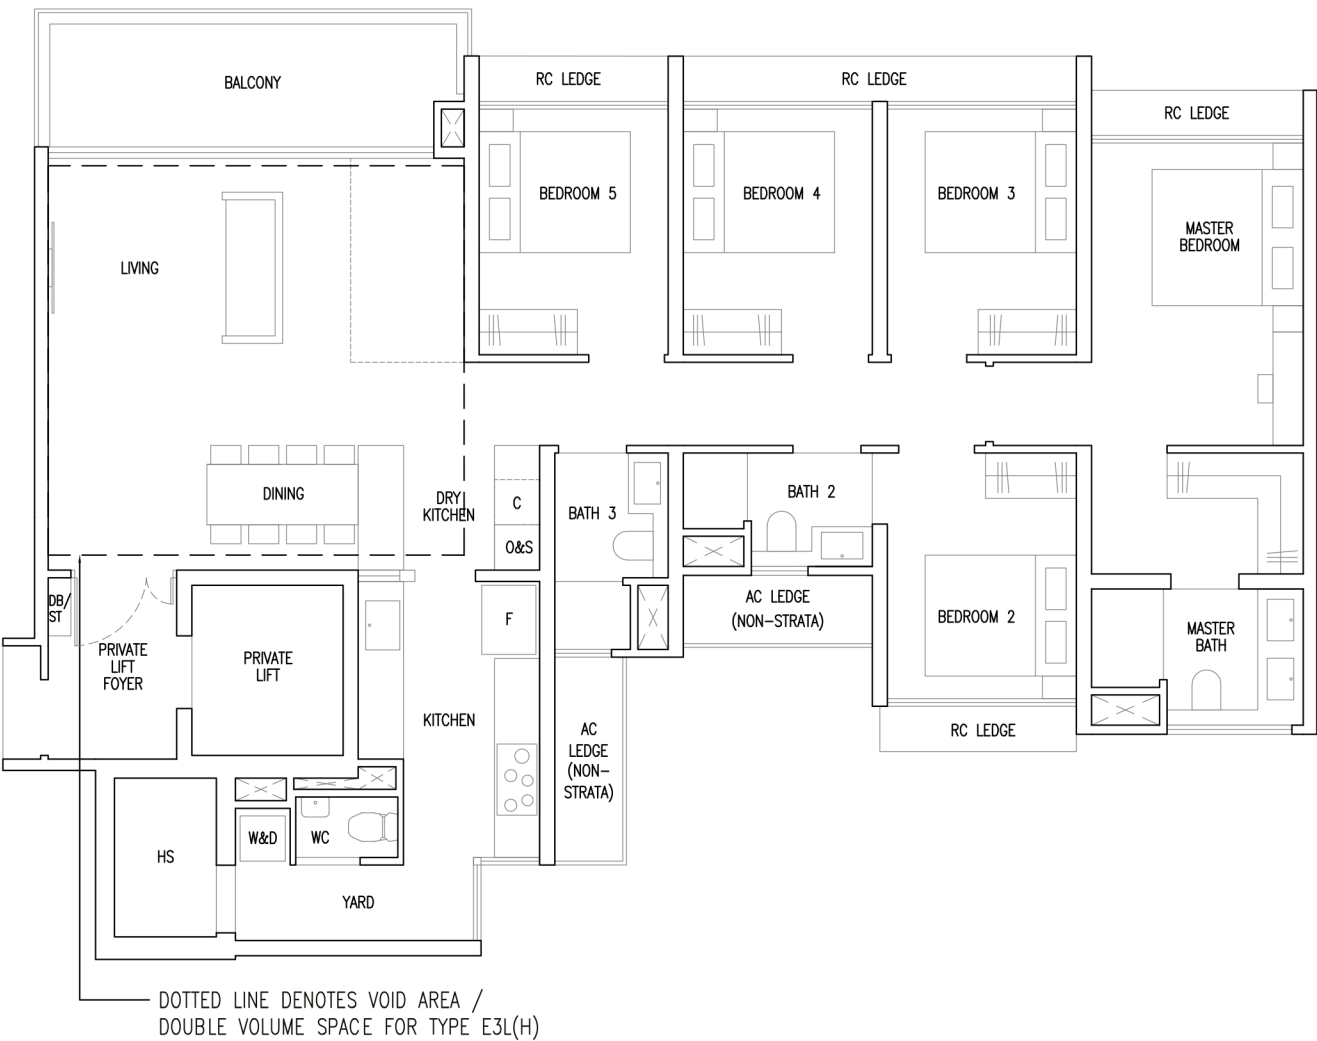 BALCONY
RC LEDGE
RC LEDGE
RC LEDGE
BEDROOM 5
BEDROOM 4
BEDROOM 3
MASTER
BEDROOM
LIVING
DINING
DRY
KITCHEN
C
O&S
BATH 3
BATH 2
AC LEDGE
(NON-STRATA)
BEDROOM 2
MASTER
BATH
DB/
ST
PRIVATE
LIFT
FOYER
PRIVATE
LIFT
F
KITCHEN
AC
LEDGE
(NON-
STRATA)
RC LEDGE
HS
W&D
WC
YARD
DOTTED LINE DENOTES VOID AREA /
DOUBLE VOLUME SPACE FOR TYPE E3L(H)